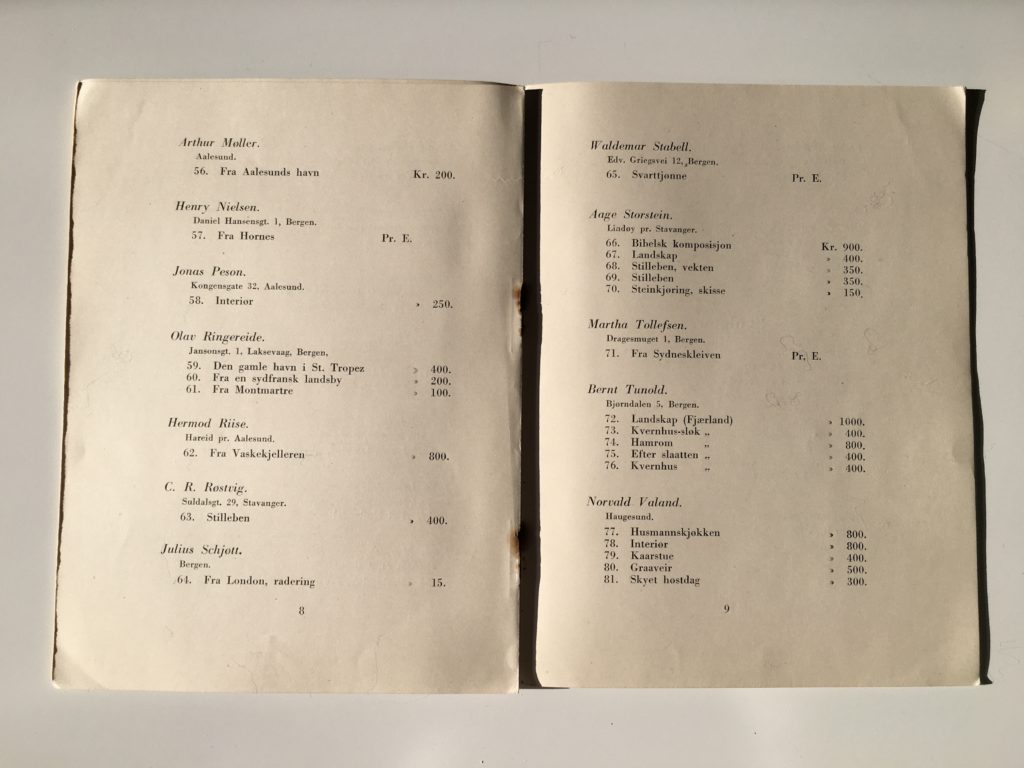 Arthur Møller.
Aalesund.
56. Fra Aalesunds havn Kr. 200.
Henry Nielsen.
Daniel Hansensgt. 1, Bergen.
57. Fra Hornes Pr. E.
Jonas Peson.
Kongensgate 32, Aalesund.
58. Interiør » 250.
Olav Ringereide.
Jansonsgt. 1, Laksevaag, Bergen,
59. Den gamle havn i St. Tropez » 400.
60. Fra en sydfransk landsby » 200.
61. Fra Montmartre » 100.
Hermod Riise.
Hareid pr. Aalesund.
62. Fra Vaskekjelleren » 800.
C. R. Røstvig.
Suldalsgt. 29, Stavanger.
63. Stilleben » 400.
Julius Schjøtt.
Bergen.
64. Fra London, radering » 15.
8
Waldemar Stabell.
Edv. Griegsvei 12, Bergen.
65. Svarttjønne Pr. E.
Aage Storstein.
Lindøy pr. Stavanger.
66. Bibelsk komposisjon Kr. 900.
67. Landskap » 400.
68. Stilleben, vekten » 350.
69. Stilleben » 350.
70. Steinkjøring, skisse » 150.
Martha Tollefsen.
Dragesmuget 1, Bergen.
71. Fra Sydneskleiven Pr. E.
Bernt Tunold.
Bjørndalen 5, Bergen.
72. Landskap (Fjærland) » 1000.
73. Kvernhus-sløk „ » 400.
74. Hamrom „ » 800.
75. Efter slaatten „ » 400.
76. Kvernhus „ » 400.
Norvald Valand.
Haugesund.
77. Husmannskjøkken » 800.
78. Interiør » 800.
79. Kaarstue » 400.
80. Graaveir » 500.
81. Skyet høstdag » 300.
9